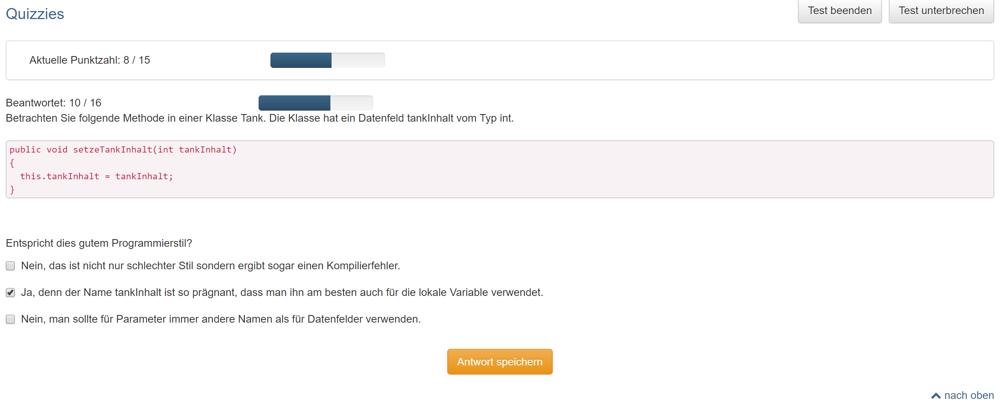 Quizzies
Test beenden
Test unterbrechen
Aktuelle Punktzahl: 8 / 15
Beantwortet: 10 / 16
Betrachten Sie folgende Methode in einer Klasse Tank. Die Klasse hat ein Datenfeld tankInhalt vom Typ int.
public void setzeTankInhalt(int tankInhalt)
{
  this.tankInhalt = tankInhalt;
}
Entspricht dies gutem Programmierstil?
Nein, das ist nicht nur schlechter Stil sondern ergibt sogar einen Kompilierfehler.
Ja, denn der Name tankInhalt ist so prägnant, dass man ihn am besten auch für die lokale Variable verwendet.
Nein, man sollte für Parameter immer andere Namen als für Datenfelder verwenden.
Antwort speichern
nach oben